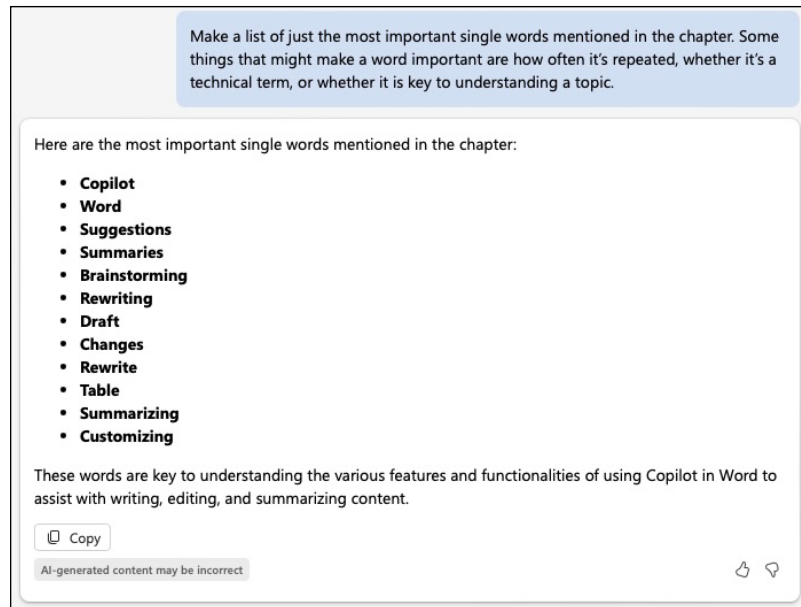 Make a list of just the most important single words mentioned in the chapter. Some
things that might make a word important are how often it's repeated, whether it's a
technical term, or whether it is key to understanding a topic.
Here are the most important single words mentioned in the chapter:
• Copilot
• Word
• Suggestions
• Summaries
• Brainstorming
• Rewriting
• Draft
• Changes
• Rewrite
• Table
• Summarizing
• Customizing
These words are key to understanding the various features and functionalities of using Copilot in Word to
assist with writing, editing, and summarizing content.
Copy
AI-generated content may be incorrect